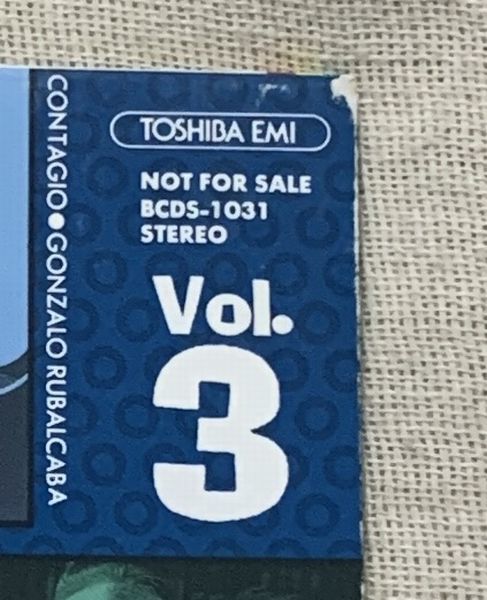 TOSHIBA EMI
NOT FOR SALE
BCDS-1031
STEREO
Vol.
3
CONTAGIO●GONZALO RUBALCABA